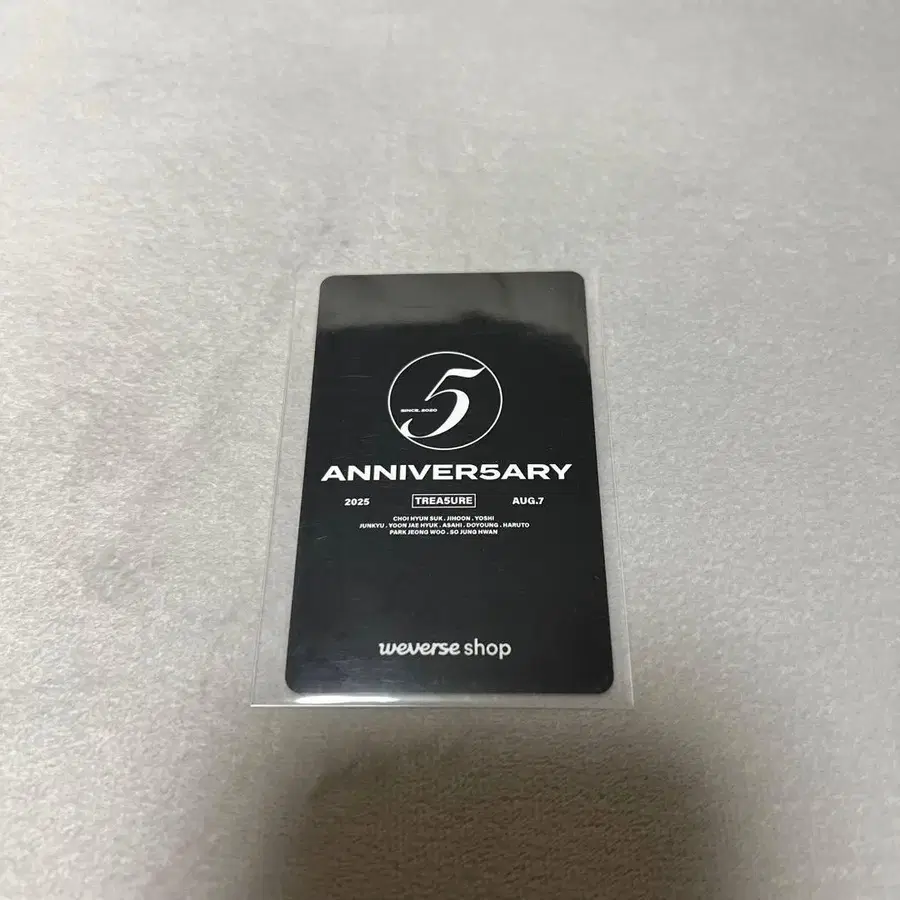 SINCE. 2020
5
ANNIVER5ARY
2025 TREA5URE AUG.7
CHOI HYUN SUK . JIHOON . YOSHI
JUNKYU . YOON JAE HYUK . ASAHI . DOYOUNG . HARUTO
PARK JEONG WOO . SO JUNG HWAN
weverse shop